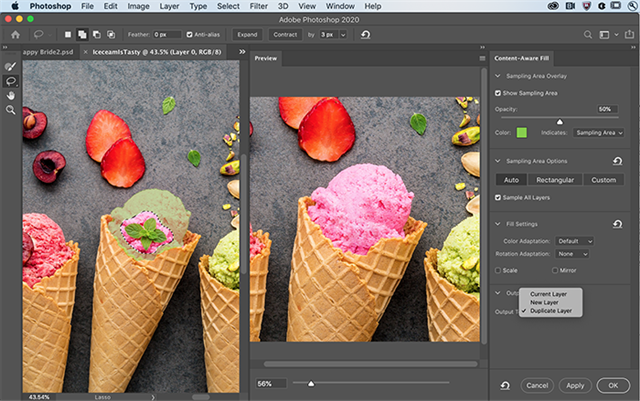 Photoshop File Edit Image Layer Type Select Filter 3D View Window Help
Adobe Photoshop 2020
Feather: 0 px Anti-alias Expand Contract by 3 px
appy Bride2.psd IceceamIsTasty @ 43.5% (Layer 0, RGB/8)
Preview
Content-Aware Fill
Sampling Area Overlay
Show Sampling Area
Opacity: 50%
Color: Indicates: Sampling Area
Sampling Area Options
Auto Rectangular Custom
Sample All Layers
Fill Settings
Color Adaptation: Default
Rotation Adaptation: None
Scale Mirror
Outp
Current Layer
New Layer
Output T
Duplicate Layer
43.54% Lasso
56%
Cancel Apply OK